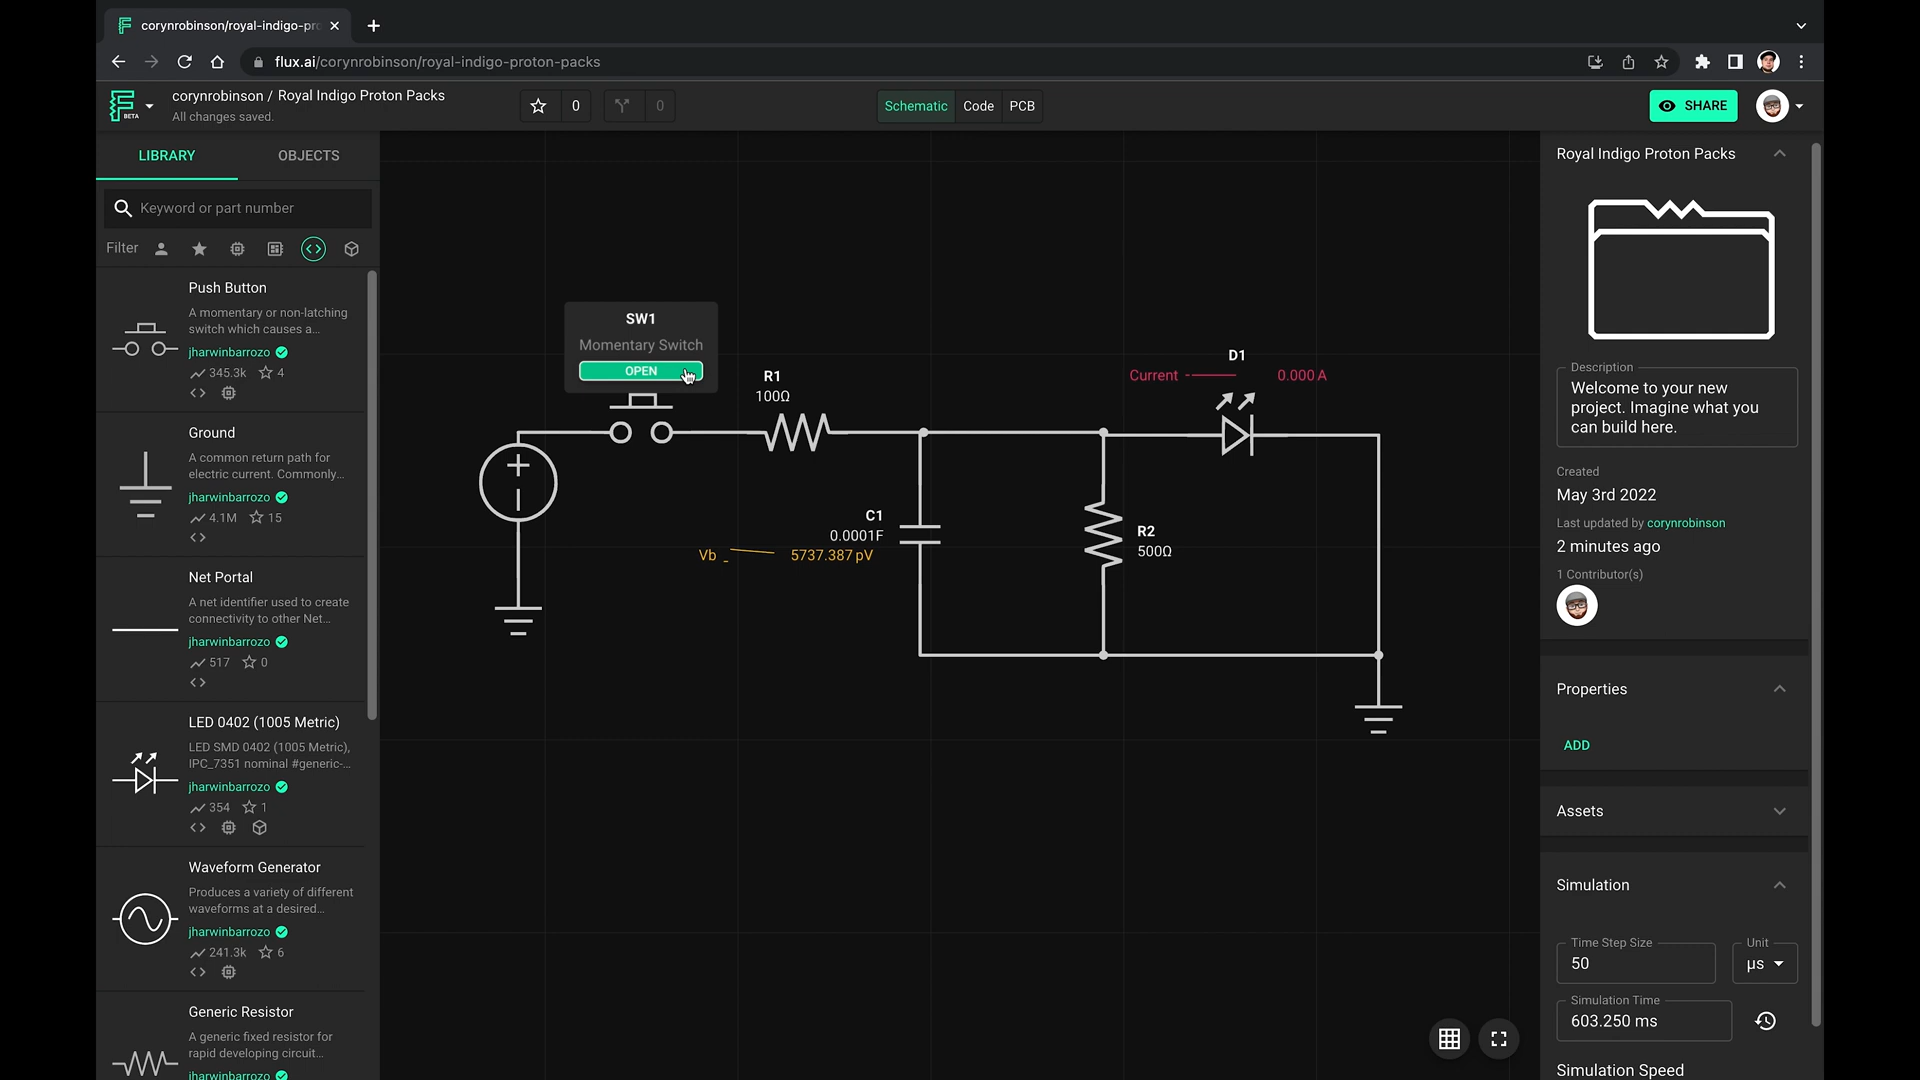 corynrobinson/royal-indigo-pr
flux.ai/corynrobinson/royal-indigo-proton-packs
BETA
corynrobinson / Royal Indigo Proton Packs
All changes saved.
0
0
Schematic
Code
PCB
SHARE
LIBRARY
OBJECTS
Keyword or part number
Filter
Push Button
A momentary or non-latching
switch which causes a...
jharwinbarrozo
345.3k
4
Ground
A common return path for
electric current. Commonly...
jharwinbarrozo
4.1M
15
Net Portal
A net identifier used to create
connectivity to other Net...
jharwinbarrozo
517
0
LED 0402 (1005 Metric)
LED SMD 0402 (1005 Metric),
IPC_7351 nominal #generic-...
jharwinbarrozo
354
1
Waveform Generator
Produces a variety of different
waveforms at a desired...
jharwinbarrozo
241.3k
6
Generic Resistor
A generic fixed resistor for
rapid developing circuit...
jharwinbarrozo
SW1
Momentary Switch
OPEN
R1
100Ω
D1
Current
0.000 A
C1
0.0001F
Vb
5737.387 pV
R2
500Ω
Royal Indigo Proton Packs
Description
Welcome to your new
project. Imagine what you
can build here.
Created
May 3rd 2022
Last updated by corynrobinson
2 minutes ago
1 Contributor(s)
Properties
ADD
Assets
Simulation
Time Step Size
50
Unit
µs
Simulation Time
603.250 ms
Simulation Speed